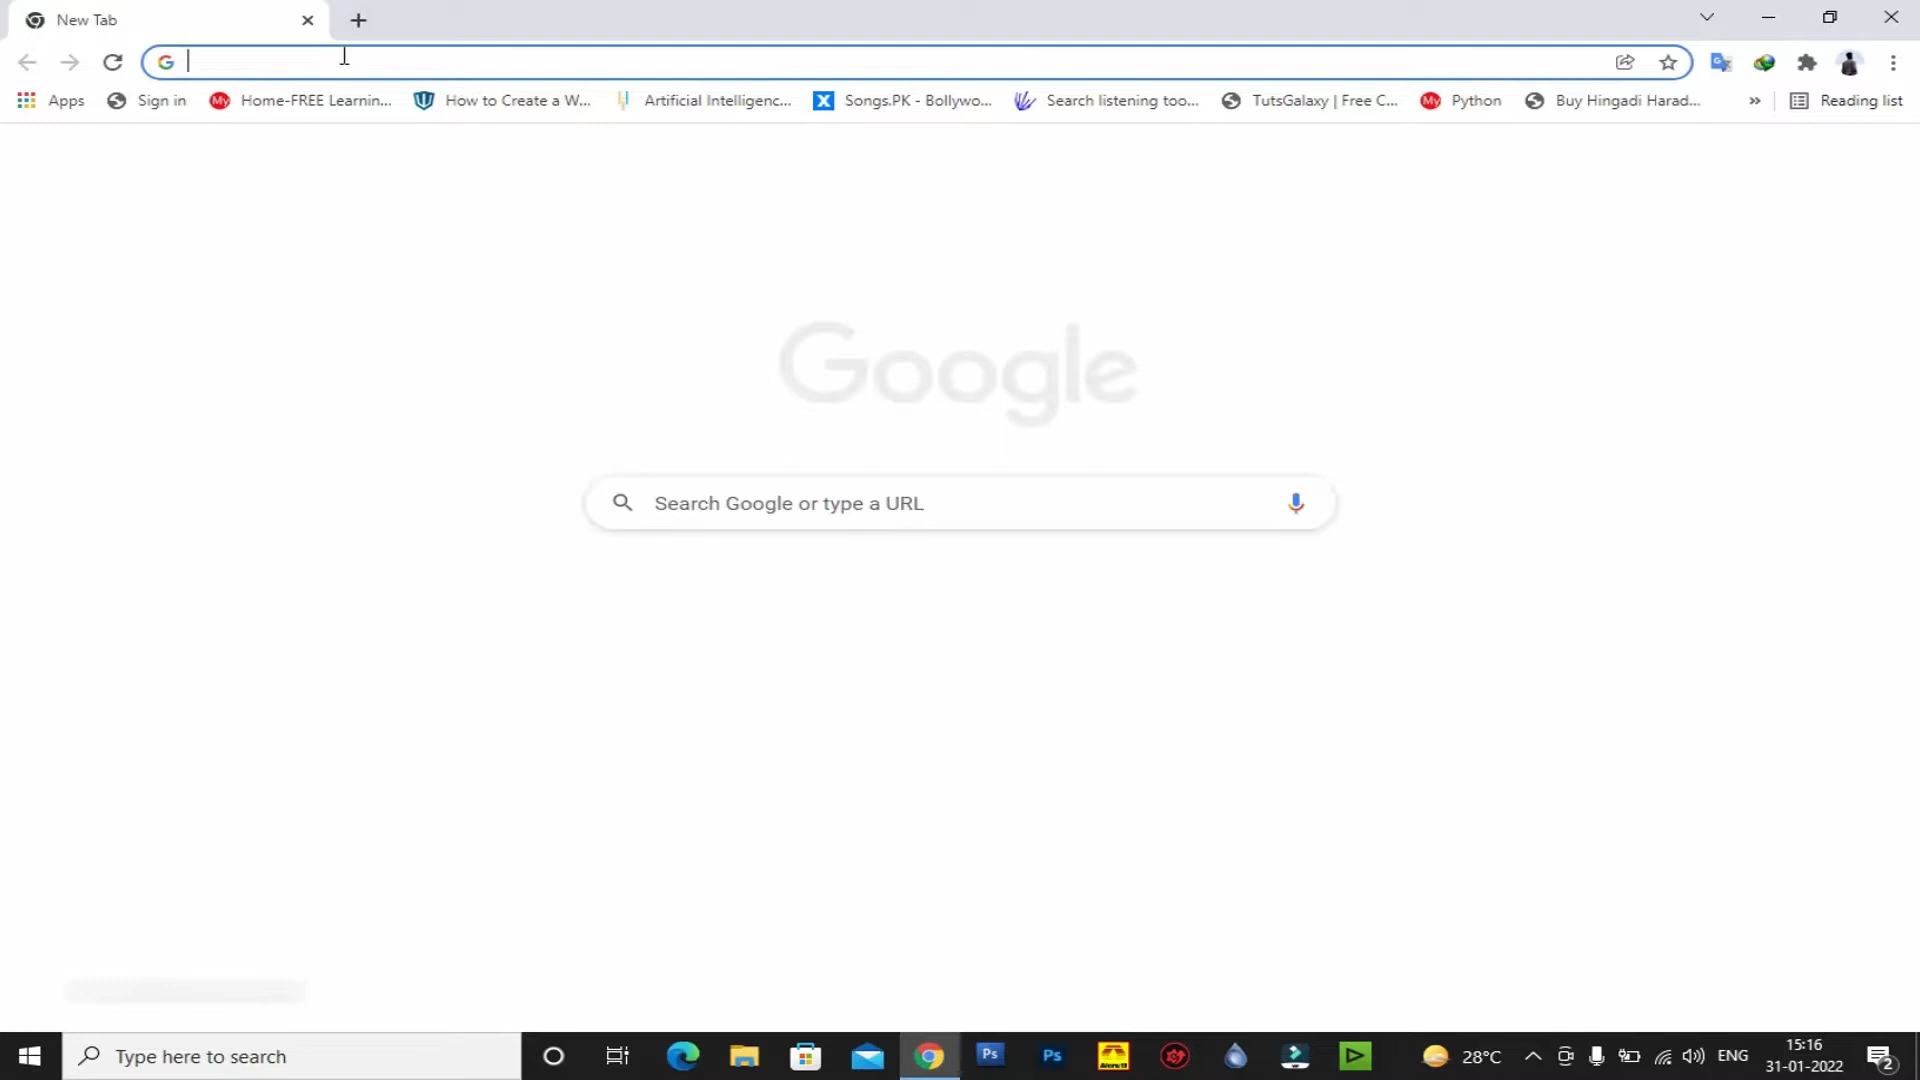 New Tab
Apps
Sign in
My
Home-FREE Learnin...
How to Create a W...
Artificial Intelligenc...
X
Songs.PK - Bollywo...
Search listening too...
TutsGalaxy | Free C...
My
Python
Buy Hingadi Harad...
»
Reading list
Google
Search Google or type a URL
Type here to search
Ps
Ps
28°C
ENG
15:16
31-01-2022
2